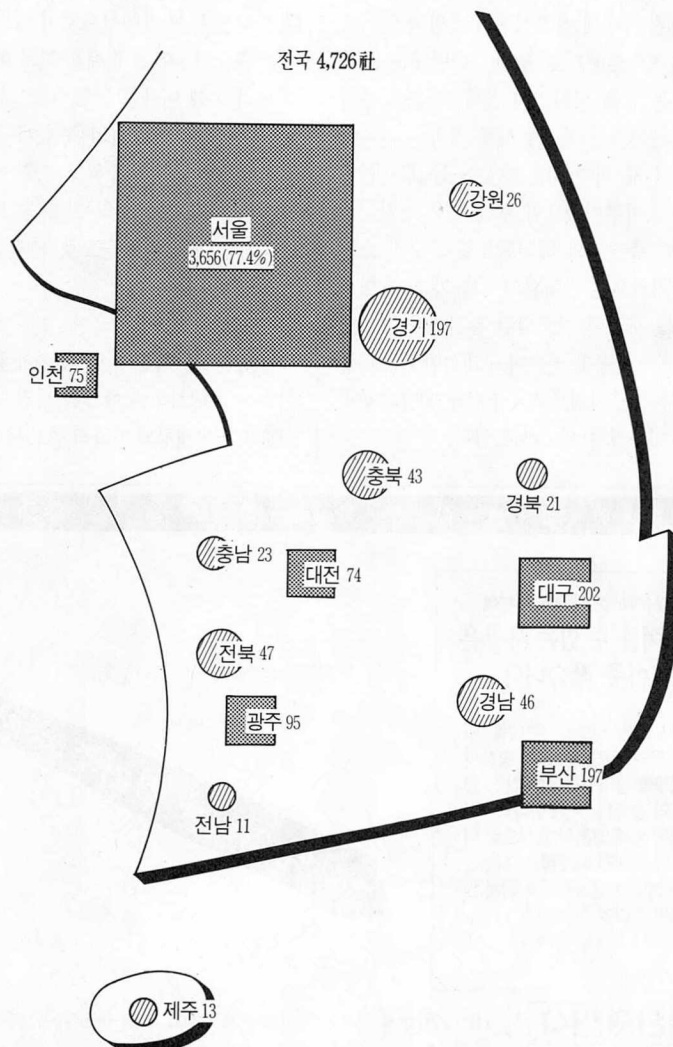 전국 4,726社
강원 26
서울
3,656(77.4%)
경기 197
인천 75
충북 43
경북 21
충남 23
대전 74
대구 202
전북 47
경남 46
광주 95
부산 197
전남 11
제주 13